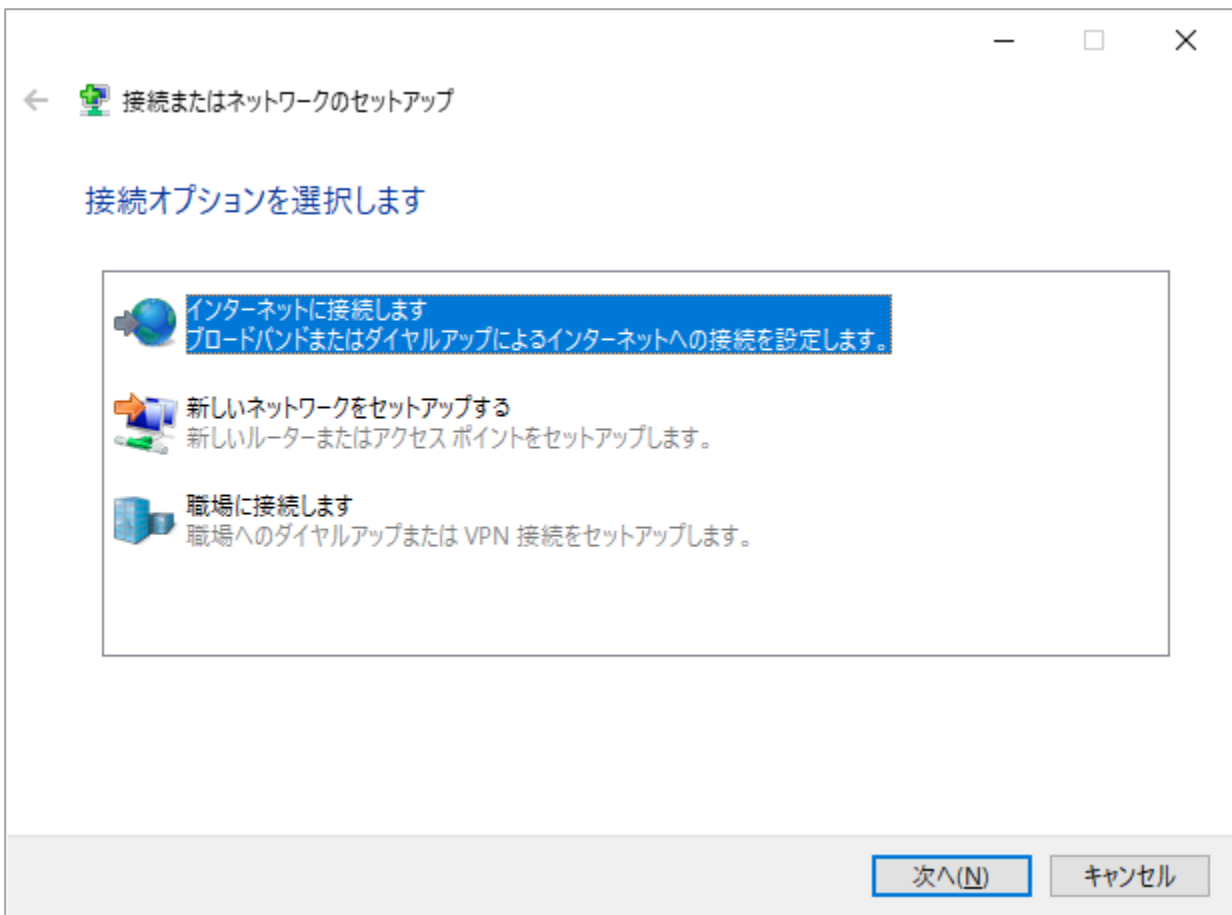 接続またはネットワークのセットアップ
接続オプションを選択します
インターネットに接続します
ブロードバンドまたはダイヤルアップによるインターネットへの接続を設定します。
新しいネットワークをセットアップする
新しいルーターまたはアクセス ポイントをセットアップします。
職場に接続します
職場へのダイヤルアップまたは VPN 接続をセットアップします。
次へ(N) キャンセル